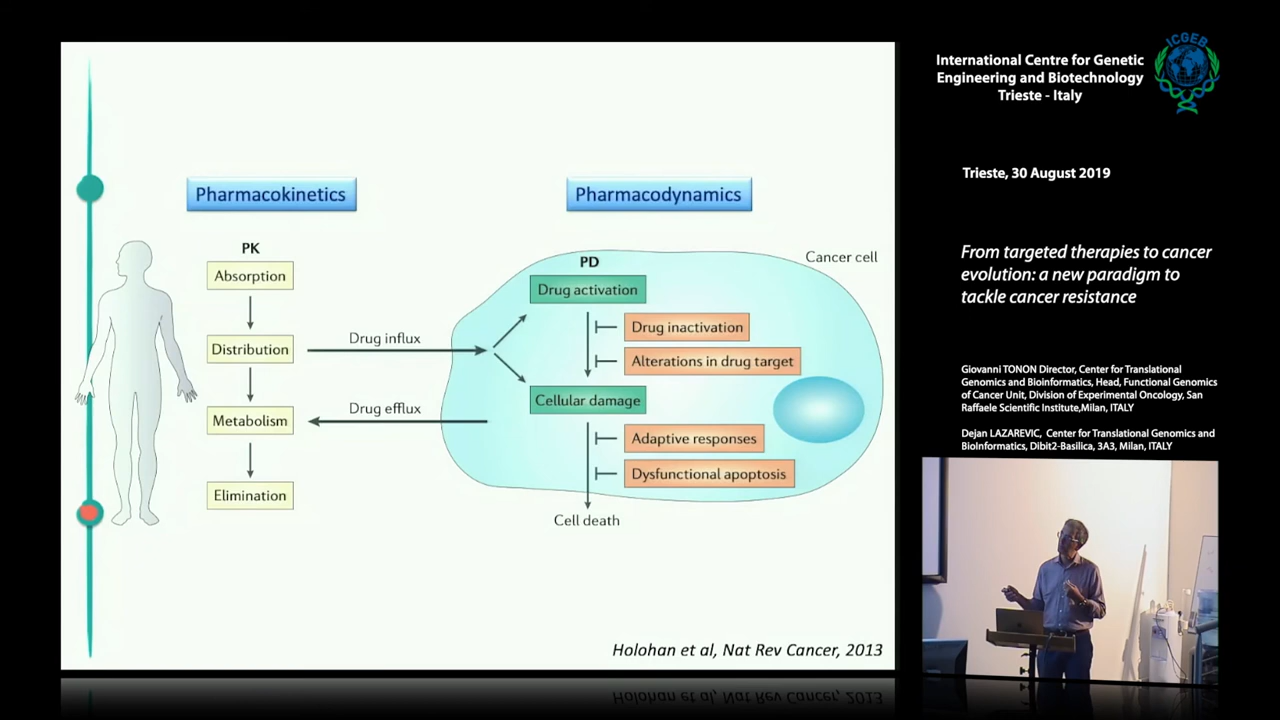 Pharmacokinetics
Pharmacodynamics
PK
Absorption
Distribution
Metabolism
Elimination
Drug influx
Drug efflux
PD
Cancer cell
Drug activation
Drug inactivation
Alterations in drug target
Cellular damage
Adaptive responses
Dysfunctional apoptosis
Cell death
Holohan et al, Nat Rev Cancer, 2013
International Centre for Genetic
Engineering and Biotechnology
Trieste - Italy
ICGEB
Trieste, 30 August 2019
From targeted therapies to cancer
evolution: a new paradigm to
tackle cancer resistance
Giovanni TONON Director, Center for Translational
Genomics and Bioinformatics, Head, Functional Genomics
of Cancer Unit, Division of Experimental Oncology, San
Raffaele Scientific Institute,Milan, ITALY
Dejan LAZAREVIC, Center for Translational Genomics and
BioInformatics, Dibit2-Basilica, 3A3, Milan, ITALY